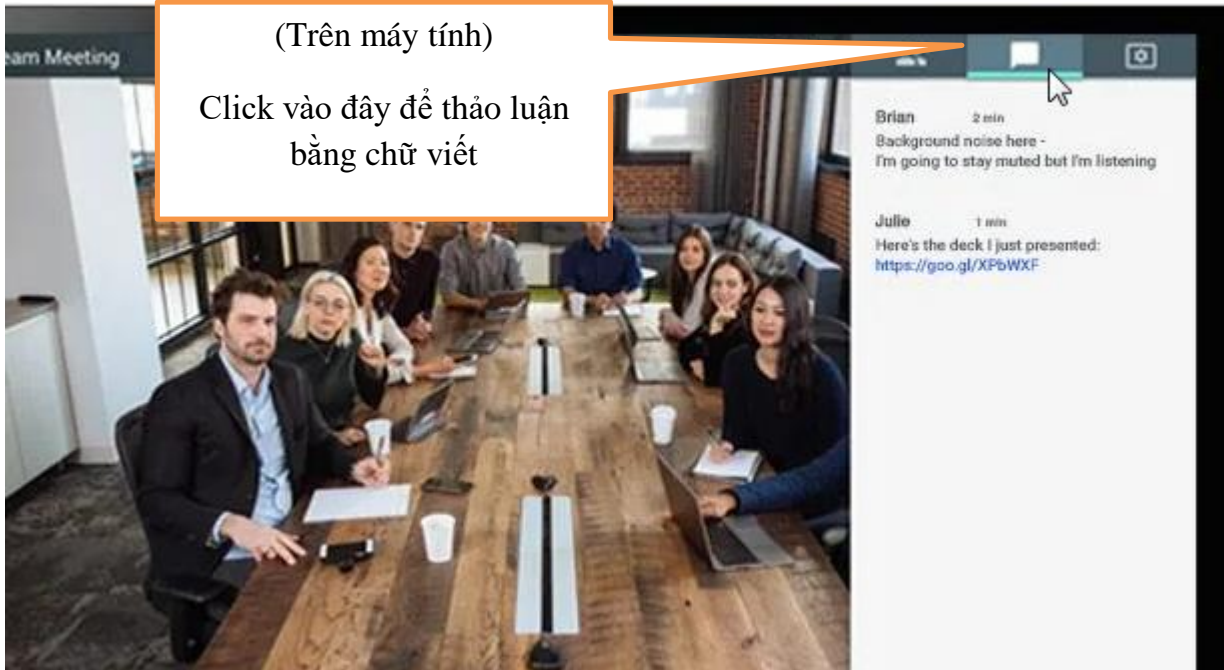 eam Meeting
(Trên máy tính)
Click vào đây để thảo luận
bằng chữ viết
Brian 2 min
Background noise here -
I'm going to stay muted but I'm listening
Julie 1 min
Here's the deck I just presented:
https://goo.gl/XPbWXF